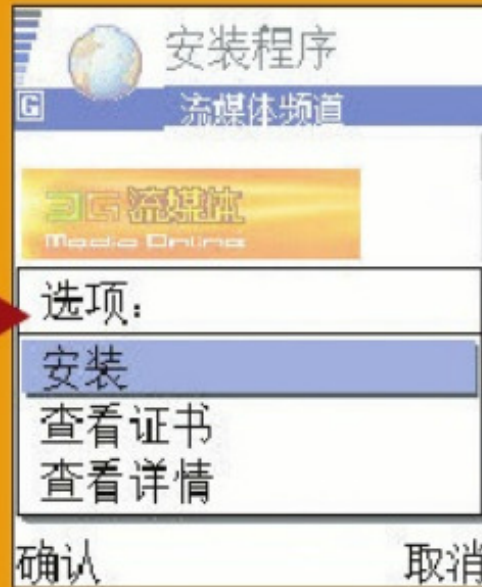 安装程序
G
流媒体频道
3G流媒体
Media Online
选项：
安装
查看证书
查看详情
确认
取消